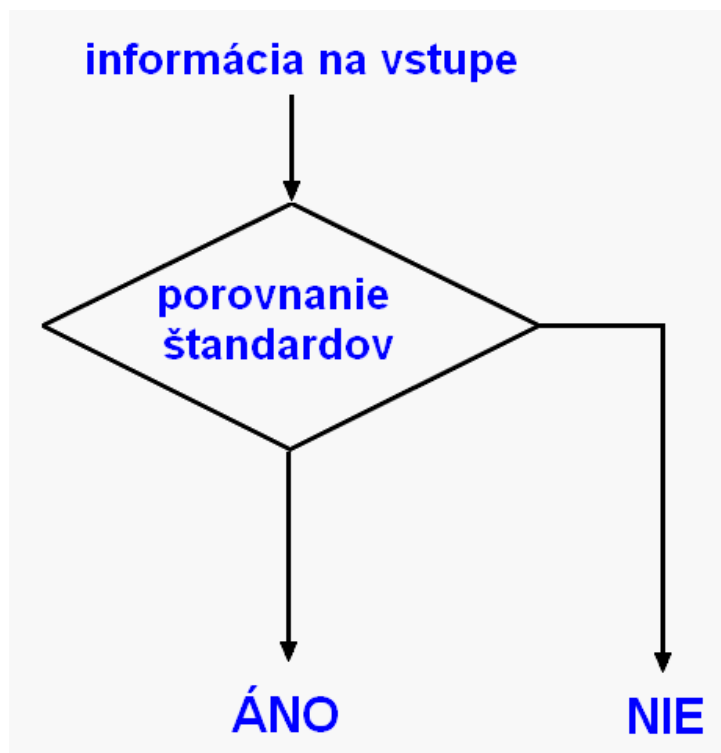 informácia na vstupe
porovnanie
štandardov
ÁNO
NIE